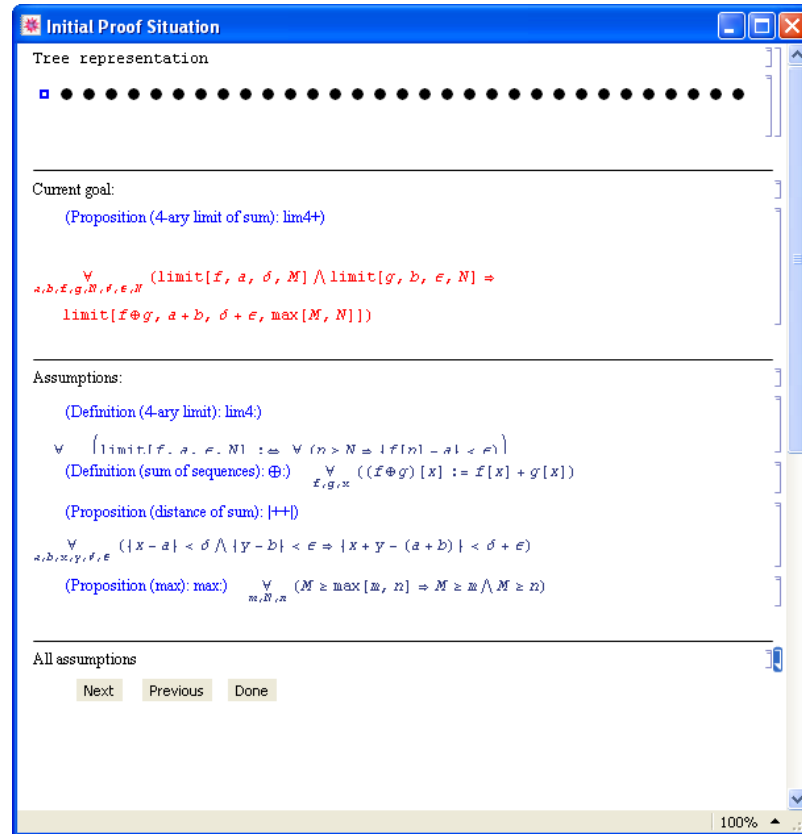 Initial Proof Situation
Tree representation
Current goal:
(Proposition (4-ary limit of sum): lim4+)
∀ (limit[f, a, δ, M] ⋀ limit[g, b, ϵ, N] ⇒
a,b,f,g,M,δ,ϵ,N
limit[f⊕g, a + b, δ + ϵ, max[M, N]])
Assumptions:
(Definition (4-ary limit): lim4:)
∀ (limit[f, a, ϵ, N] :⇔ ∀ (n ≥ N ⇒ |f[n] - a| < ϵ))
(Definition (sum of sequences): ⊕:) ∀ ((f⊕g)[x] := f[x] + g[x])
f,g,x
(Proposition (distance of sum): |++|)
∀ (|x - a| < δ ⋀ |y - b| < ϵ ⇒ |x + y - (a + b)| < δ + ϵ)
a,b,x,y,δ,ϵ
(Proposition (max): max:) ∀ (M ≥ max[m, n] ⇒ M ≥ m ⋀ M ≥ n)
m,M,n
All assumptions
Next Previous Done
100%